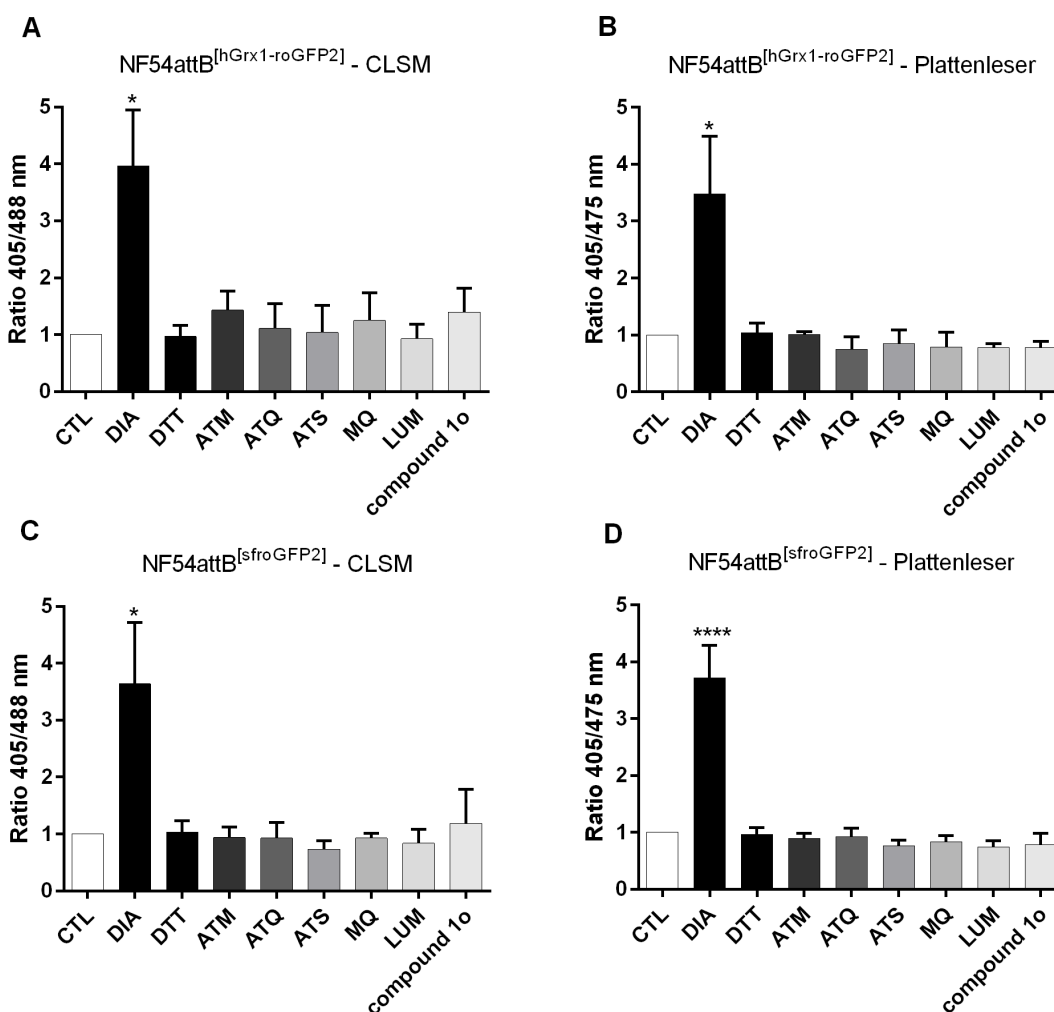 A
NF54attB[hGrx1-roGFP2] - CLSM
Ratio 405/488 nm
5
4
3
2
1
0
*
CTL
DIA
DTT
ATM
ATQ
ATS
MQ
LUM
compound 1o
B
NF54attB[hGrx1-roGFP2] - Plattenleser
Ratio 405/475 nm
5
4
3
2
1
0
*
CTL
DIA
DTT
ATM
ATQ
ATS
MQ
LUM
compound 1o
C
NF54attB[sfroGFP2] - CLSM
Ratio 405/488 nm
5
4
3
2
1
0
*
CTL
DIA
DTT
ATM
ATQ
ATS
MQ
LUM
compound 1o
D
NF54attB[sfroGFP2] - Plattenleser
Ratio 405/475 nm
5
4
3
2
1
0
****
CTL
DIA
DTT
ATM
ATQ
ATS
MQ
LUM
compound 1o